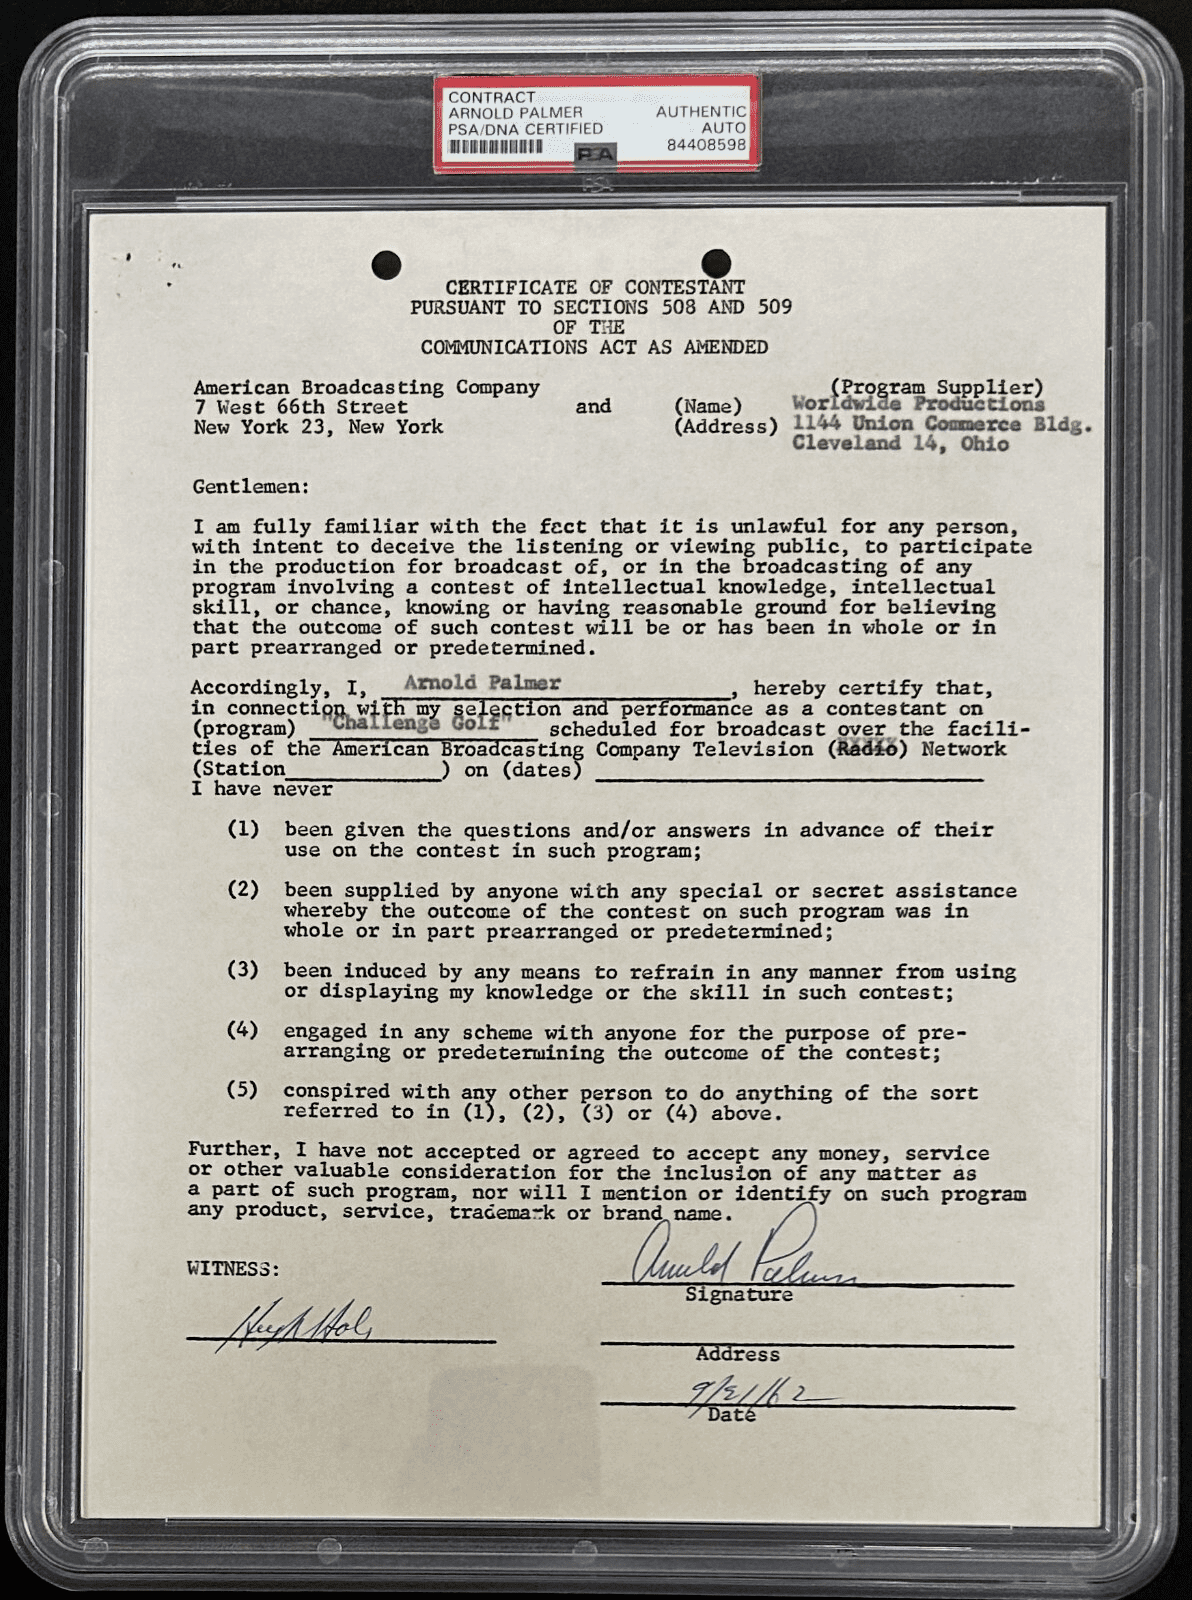 CONTRACT
ARNOLD PALMER
PSA/DNA CERTIFIED
AUTHENTIC
AUTO
84408598
PSA
CERTIFICATE OF CONTESTANT
PURSUANT TO SECTIONS 508 AND 509
OF THE
COMMUNICATIONS ACT AS AMENDED
American Broadcasting Company (Program Supplier)
7 West 66th Street and (Name) Worldwide Productions
New York 23, New York (Address) 1144 Union Commerce Bldg.
Cleveland 14, Ohio
Gentlemen:
I am fully familiar with the fact that it is unlawful for any person,
with intent to deceive the listening or viewing public, to participate
in the production for broadcast of, or in the broadcasting of any
program involving a contest of intellectual knowledge, intellectual
skill, or chance, knowing or having reasonable ground for believing
that the outcome of such contest will be or has been in whole or in
part prearranged or predetermined.
Accordingly, I, Arnold Palmer, hereby certify that,
in connection with my selection and performance as a contestant on
(program) "Challenge Golf" scheduled for broadcast over the facili-
ties of the American Broadcasting Company Television (Radio) Network
(Station ) on (dates)
I have never
(1) been given the questions and/or answers in advance of their
use on the contest in such program;
(2) been supplied by anyone with any special or secret assistance
whereby the outcome of the contest on such program was in
whole or in part prearranged or predetermined;
(3) been induced by any means to refrain in any manner from using
or displaying my knowledge or the skill in such contest;
(4) engaged in any scheme with anyone for the purpose of pre-
arranging or predetermining the outcome of the contest;
(5) conspired with any other person to do anything of the sort
referred to in (1), (2), (3) or (4) above.
Further, I have not accepted or agreed to accept any money, service
or other valuable consideration for the inclusion of any matter as
a part of such program, nor will I mention or identify on such program
any product, service, trademark or brand name.
WITNESS:
Arnold Palmer
Signature
Hugh
Address
Date